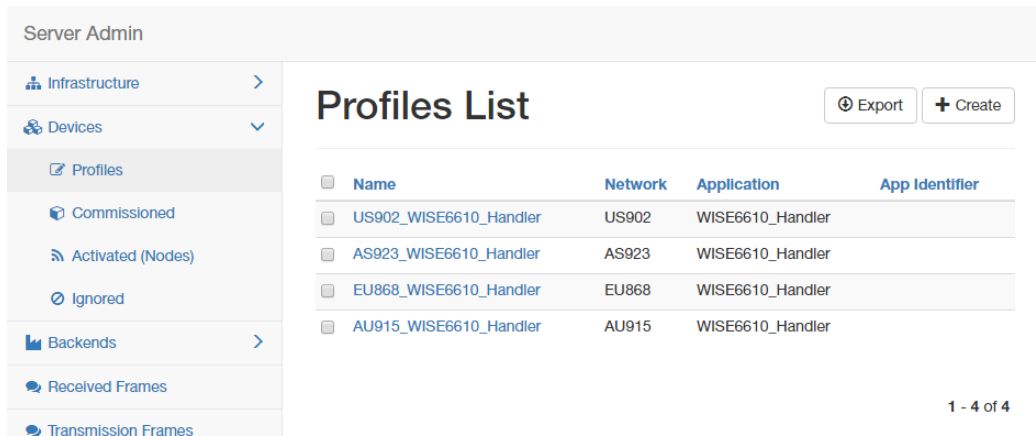 Server Admin
Infrastructure
Devices
Profiles
Commissioned
Activated (Nodes)
Ignored
Backends
Received Frames
Transmission Frames
Profiles List
Export
Create
Name Network Application App Identifier
US902_WISE6610_Handler US902 WISE6610_Handler
AS923_WISE6610_Handler AS923 WISE6610_Handler
EU868_WISE6610_Handler EU868 WISE6610_Handler
AU915_WISE6610_Handler AU915 WISE6610_Handler
1 - 4 of 4